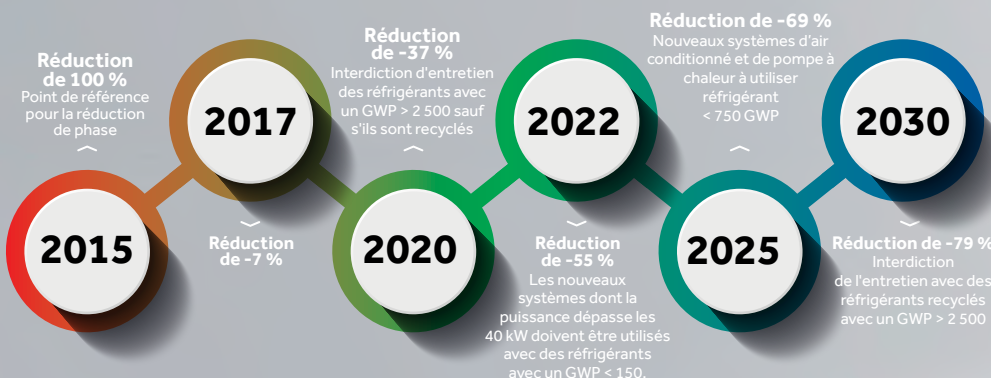 Réduction
de 100 %
Point de référence
pour la réduction
de phase
2015
2017
Réduction
de -7 %
Réduction
de -37 %
Interdiction d'entretien
des réfrigérants avec
un GWP > 2 500 sauf
s'ils sont recyclés
2020
2022
Réduction
de -55 %
Les nouveaux
systèmes dont la
puissance dépasse les
40 kW doivent être utilisés
avec des réfrigérants
avec un GWP < 150.
Réduction de -69 %
Nouveaux systèmes d'air
conditionné et de pompe à
chaleur à utiliser
réfrigérant
< 750 GWP
2025
2030
Réduction de -79 %
Interdiction
de l'entretien avec des
réfrigérants recyclés
avec un GWP > 2 500